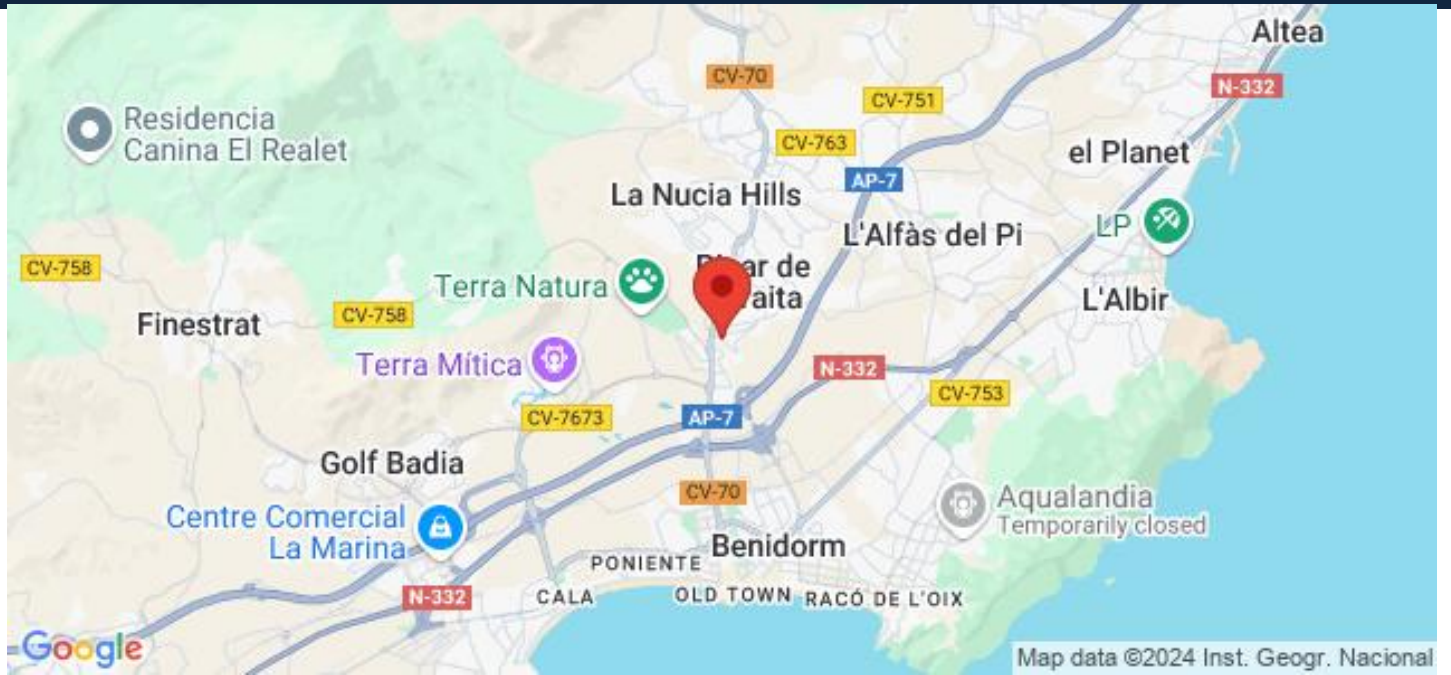 Altea
CV-70
N-332
CV-751
Residencia
Canina El Realet
CV-763
el Planet
AP-7
La Nucia Hills
LP
L'Alfàs del Pi
CV-758
ar de
Terra Natura
aita
L'Albir
CV-758
Finestrat
Terra Mítica
N-332
CV-753
CV-7673
AP-7
Golf Badia
CV-70
Aqualandia
Temporarily closed
Centre Comercial
La Marina
Benidorm
PONIENTE
N-332
CALA
OLD TOWN
RACÓ DE L'OIX
Google
Map data ©2024 Inst. Geogr. Nacional